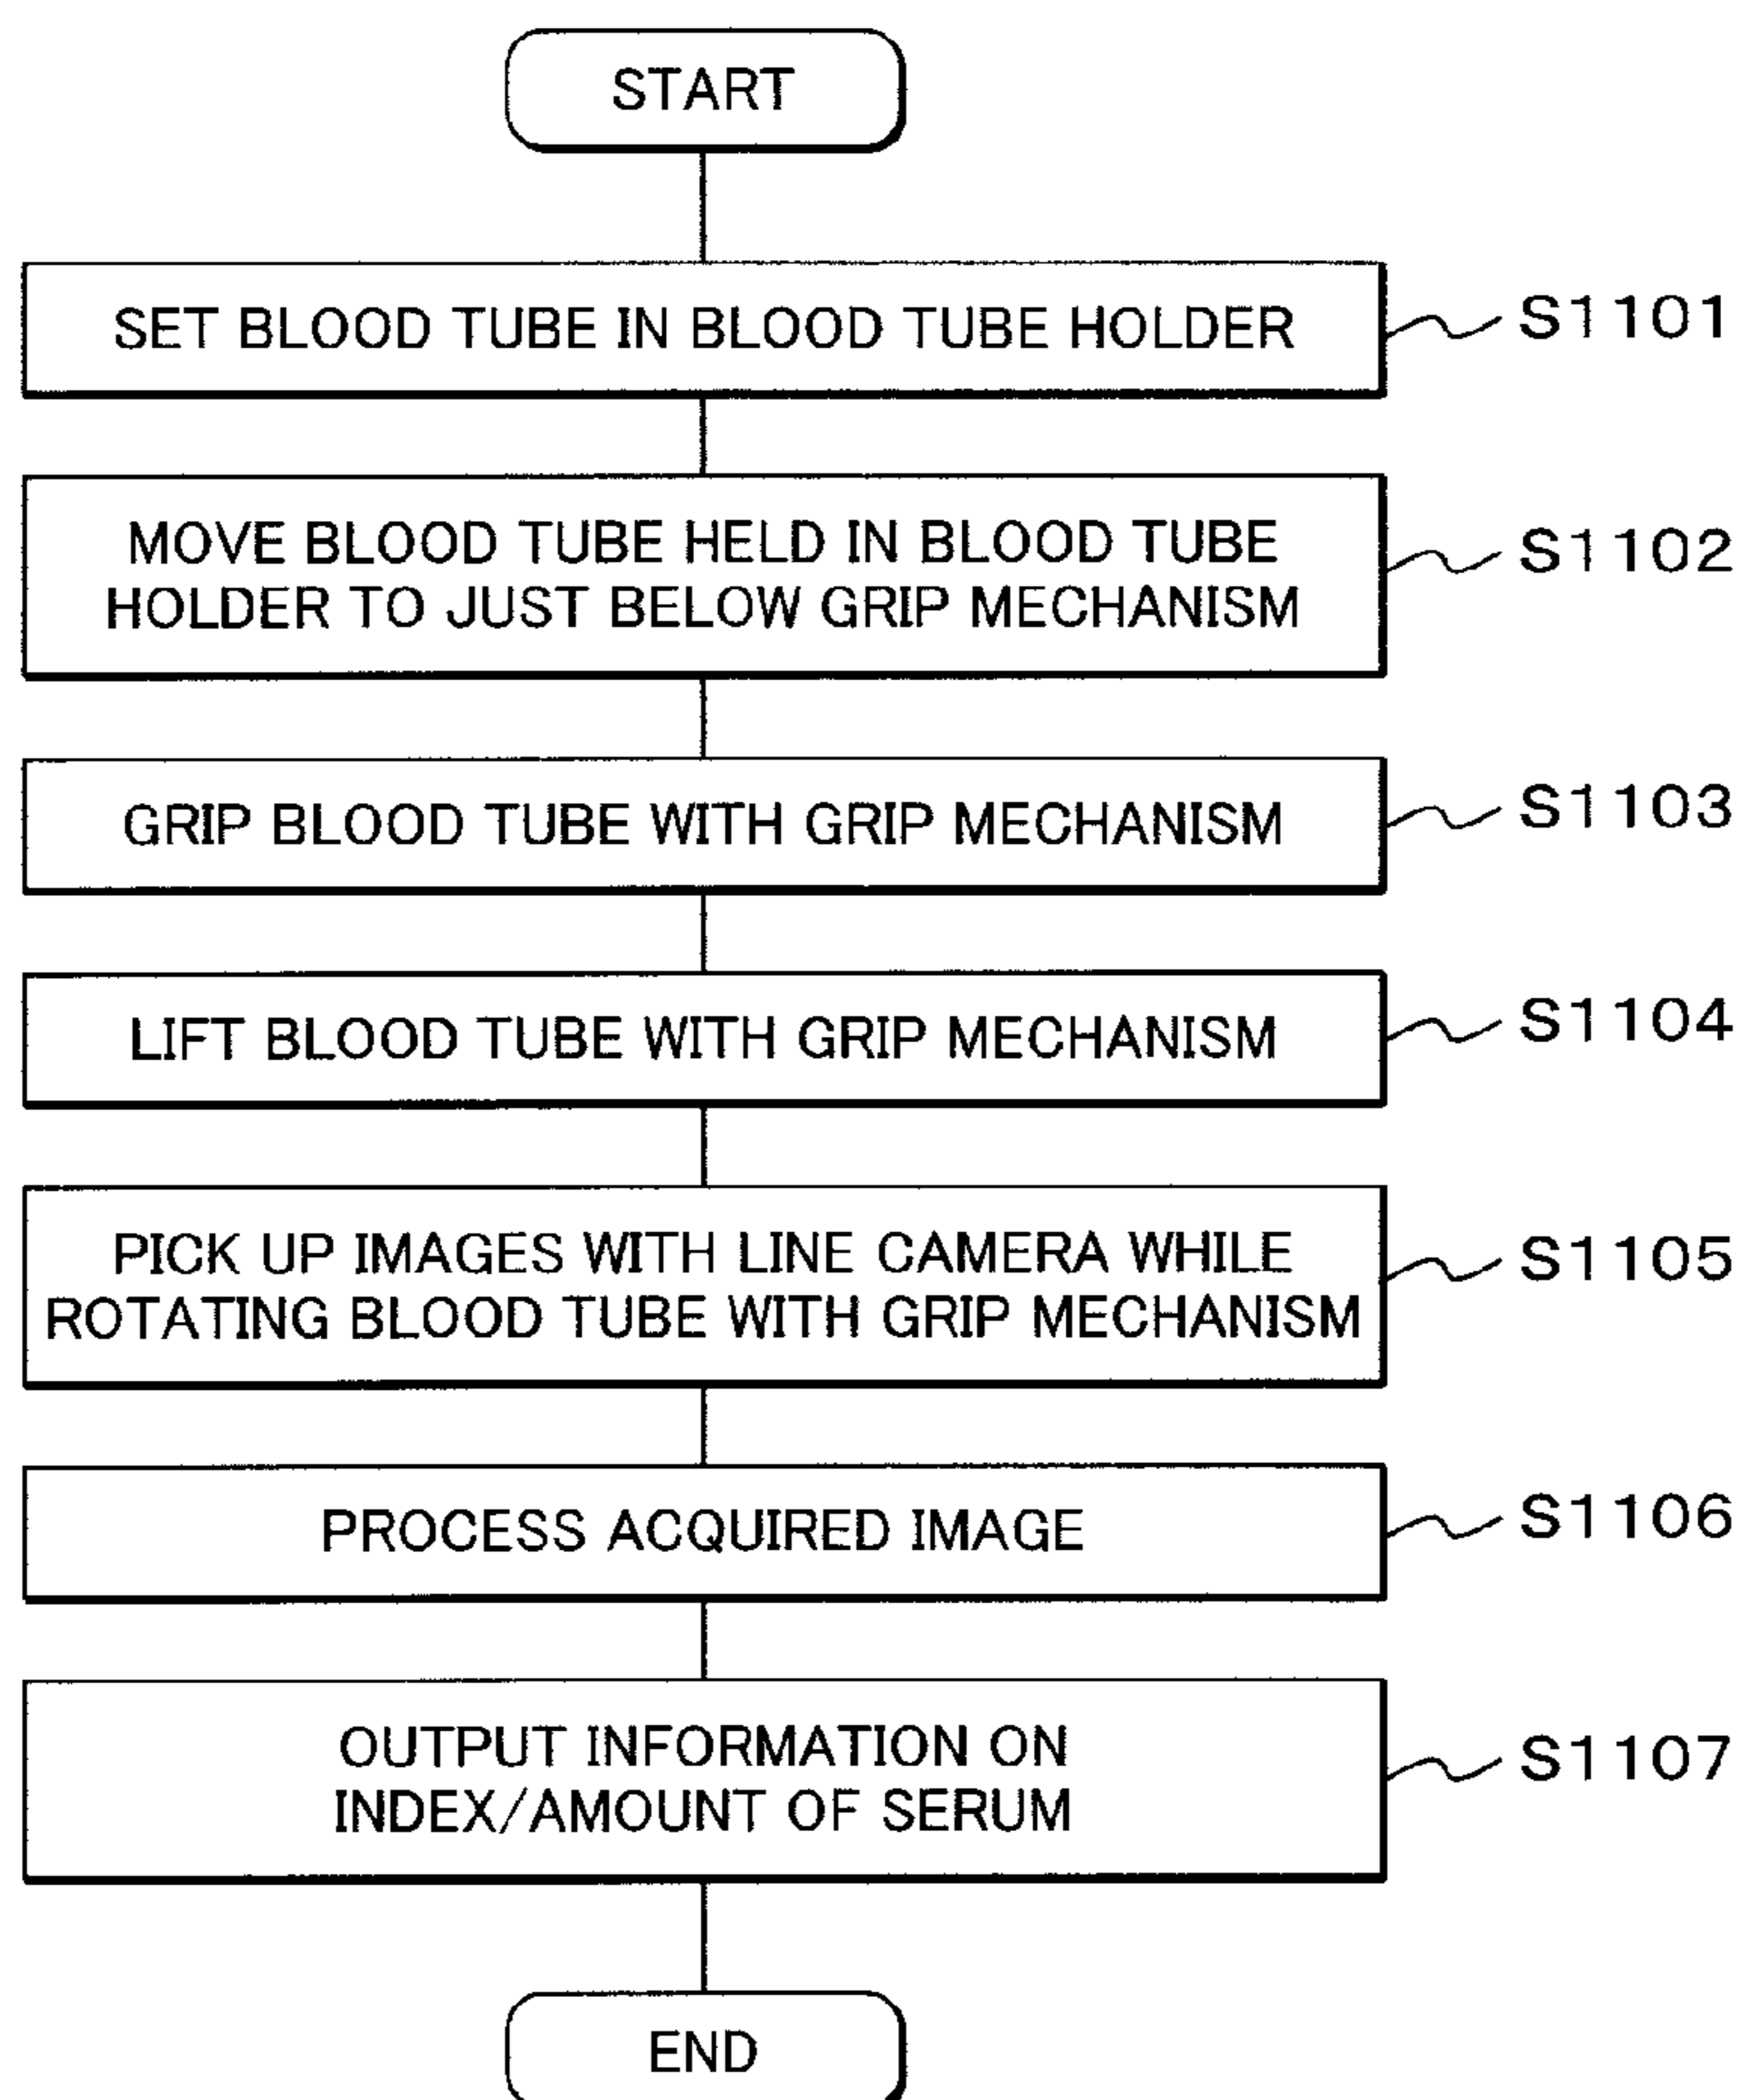 START
SET BLOOD TUBE IN BLOOD TUBE HOLDER
S1101
MOVE BLOOD TUBE HELD IN BLOOD TUBE
HOLDER TO JUST BELOW GRIP MECHANISM
S1102
GRIP BLOOD TUBE WITH GRIP MECHANISM
S1103
LIFT BLOOD TUBE WITH GRIP MECHANISM
S1104
PICK UP IMAGES WITH LINE CAMERA WHILE
ROTATING BLOOD TUBE WITH GRIP MECHANISM
S1105
PROCESS ACQUIRED IMAGE
S1106
OUTPUT INFORMATION ON
INDEX/AMOUNT OF SERUM
S1107
END